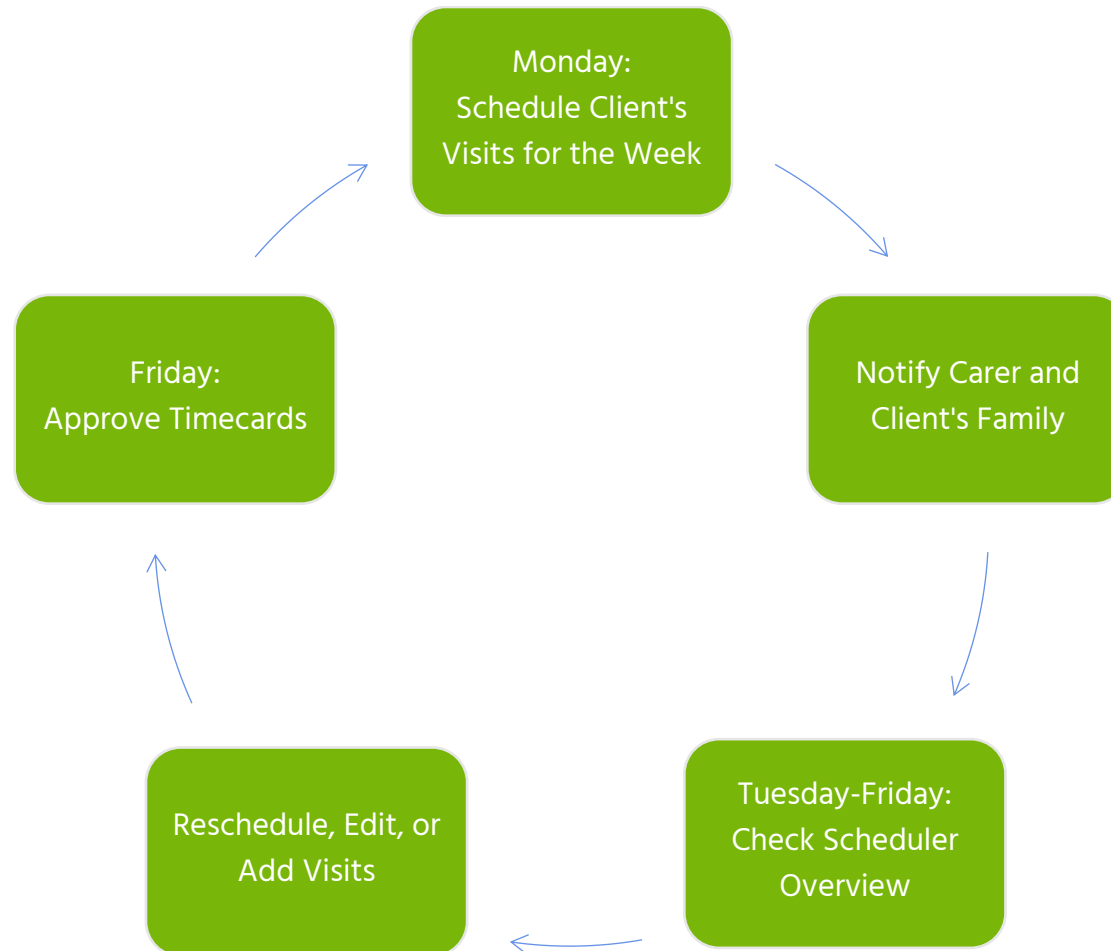 Monday:
Schedule Client's
Visits for the Week
Notify Carer and
Client's Family
Tuesday-Friday:
Check Scheduler
Overview
Reschedule, Edit, or
Add Visits
Friday:
Approve Timecards